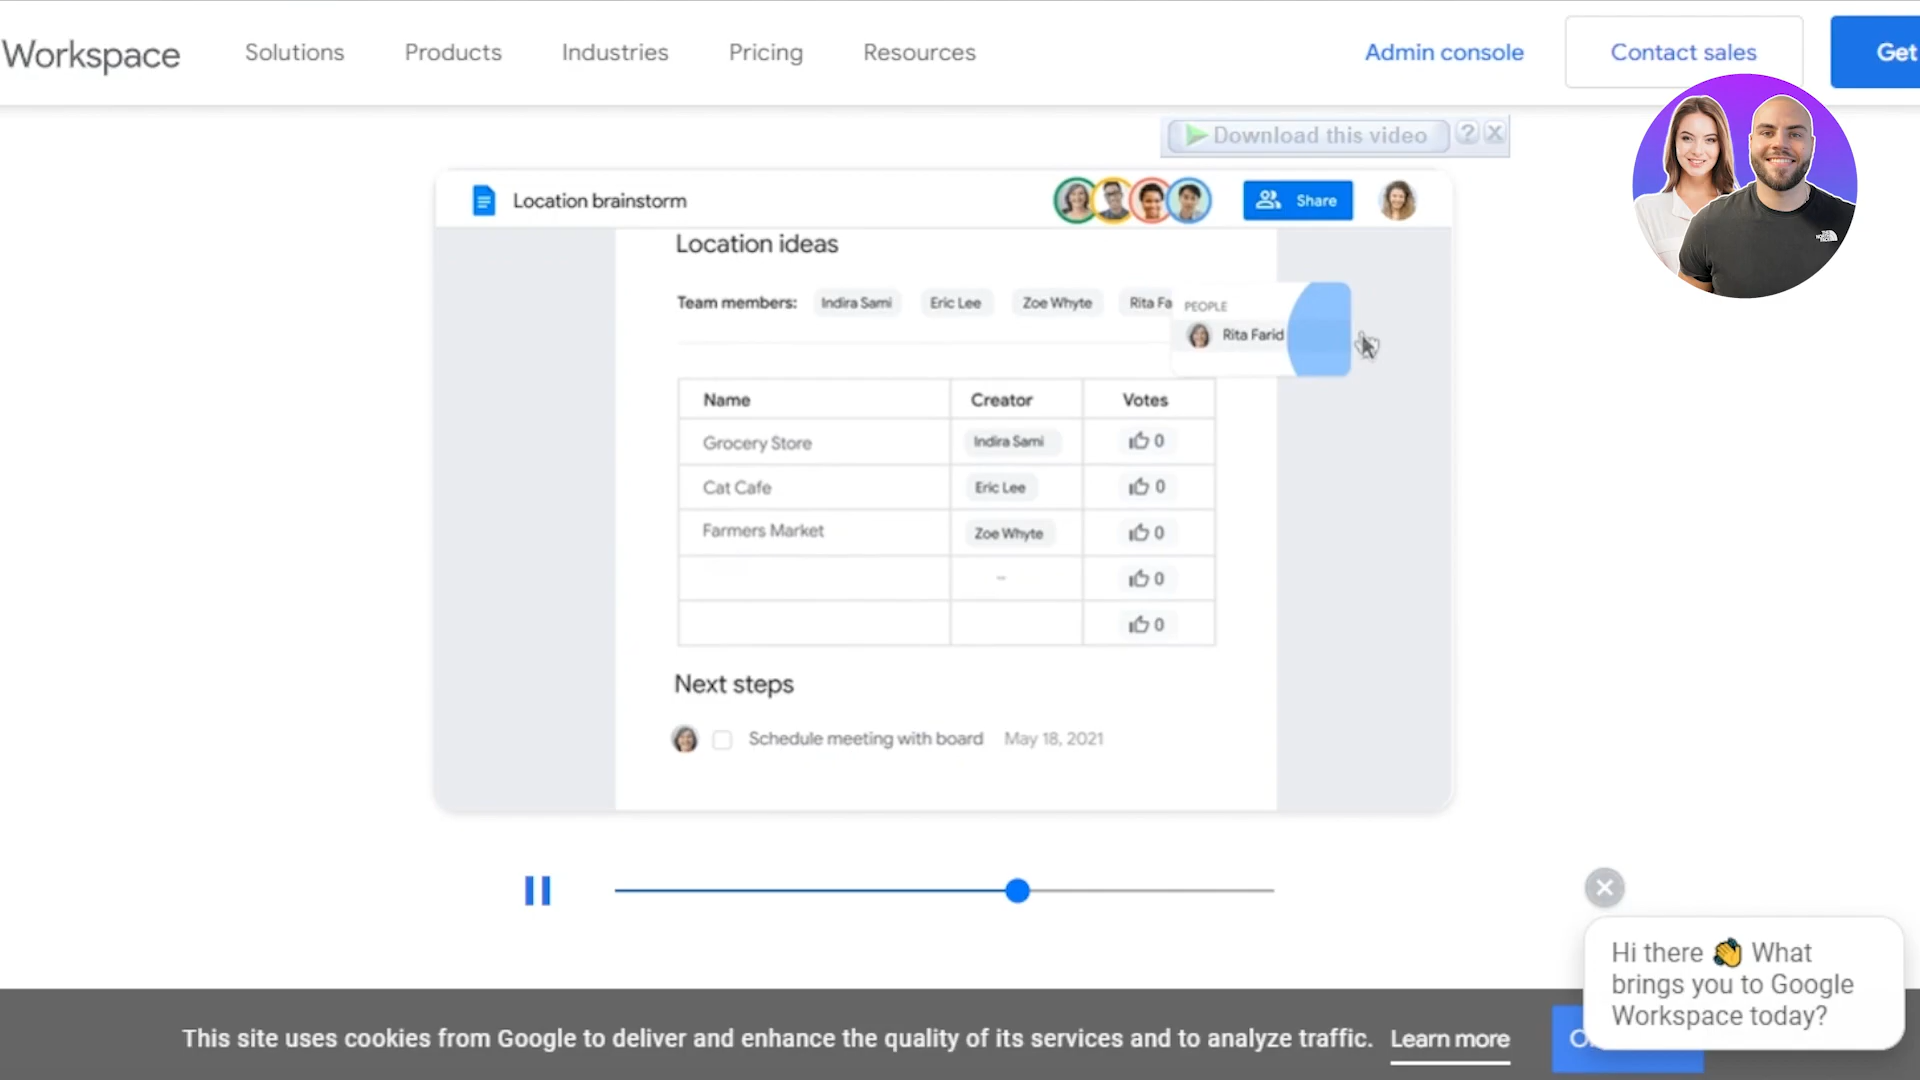 Workspace
Solutions
Products
Industries
Pricing
Resources
Admin console
Contact sales
Get
Download this video
?
Location brainstorm
Share
Location ideas
Team members: Indira Sami Eric Lee Zoe Whyte Rita Fa
PEOPLE
Rita Farid
Name Creator Votes
Grocery Store Indira Sami 0
Cat Cafe Eric Lee 0
Farmers Market Zoe Whyte 0
0
0
Next steps
Schedule meeting with board May 18, 2021
Hi there 👋 What
brings you to Google
Workspace today?
This site uses cookies from Google to deliver and enhance the quality of its services and to analyze traffic. Learn more